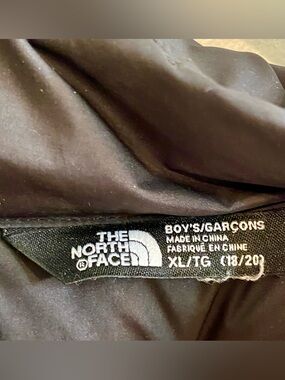 THE
NORTH
FACE®
BOY'S/GARÇONS
MADE IN CHINA
FABRIQUÉ EN CHINE
XL/TG (18/20)